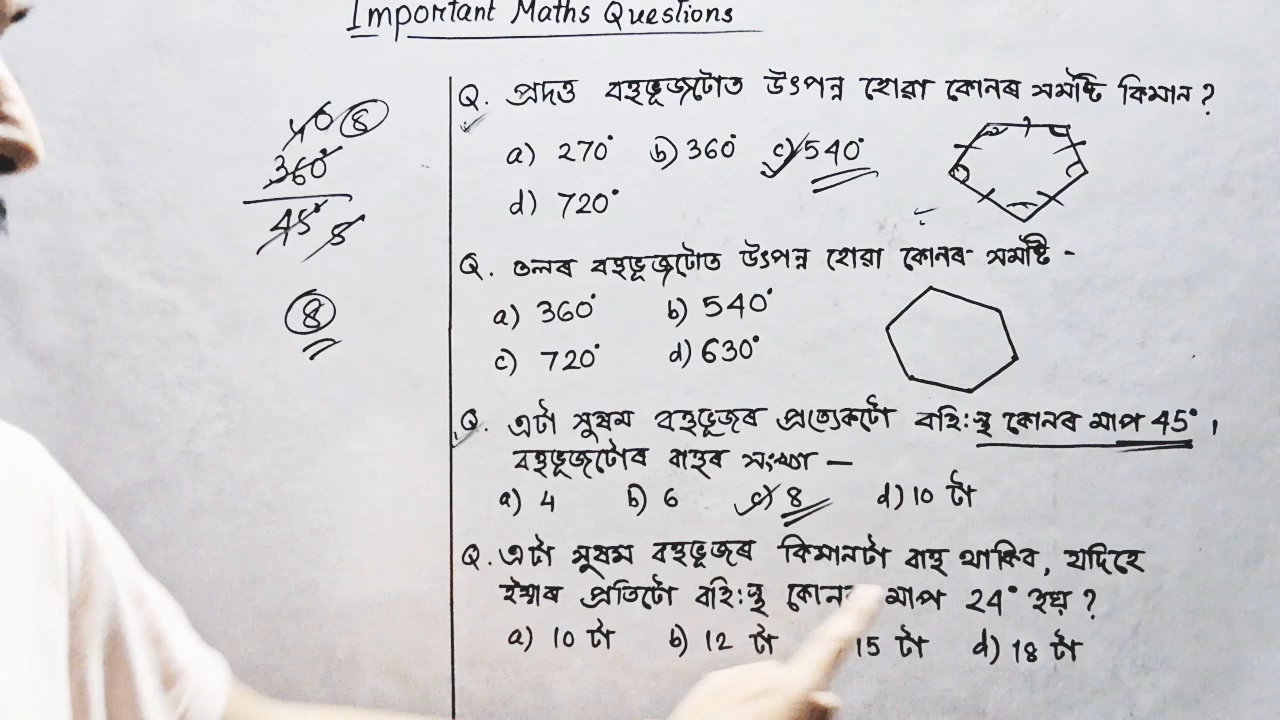 Important Maths Questions
10 8
360°
45° 8
8
Q. প্ৰদত্ত বহুভূজটোত উৎপন্ন হোৱা কোনৰ সমষ্টি কিমান ?
a) 270° b) 360° c) 540°
d) 720°
Q. তলৰ বহুভূজটোত উৎপন্ন হোৱা কোনৰ সমষ্টি -
a) 360° b) 540°
c) 720° d) 630°
Q. এটা সুষম বহুভূজৰ প্ৰত্যেকটো বহিঃস্থ কোনৰ মাপ 45° ,
বহুভূজটোৰ বাহুৰ সংখ্যা —
a) 4 b) 6 c) 8 d) 10 টা
Q. এটা সুষম বহুভূজৰ কিমানটা বাহু থাকিব, যদিহে
ইয়াৰ প্ৰতিটো বহিঃস্থ কোনৰ মাপ 24° হয় ?
a) 10 টা b) 12 টা 15 টা d) 18 টা